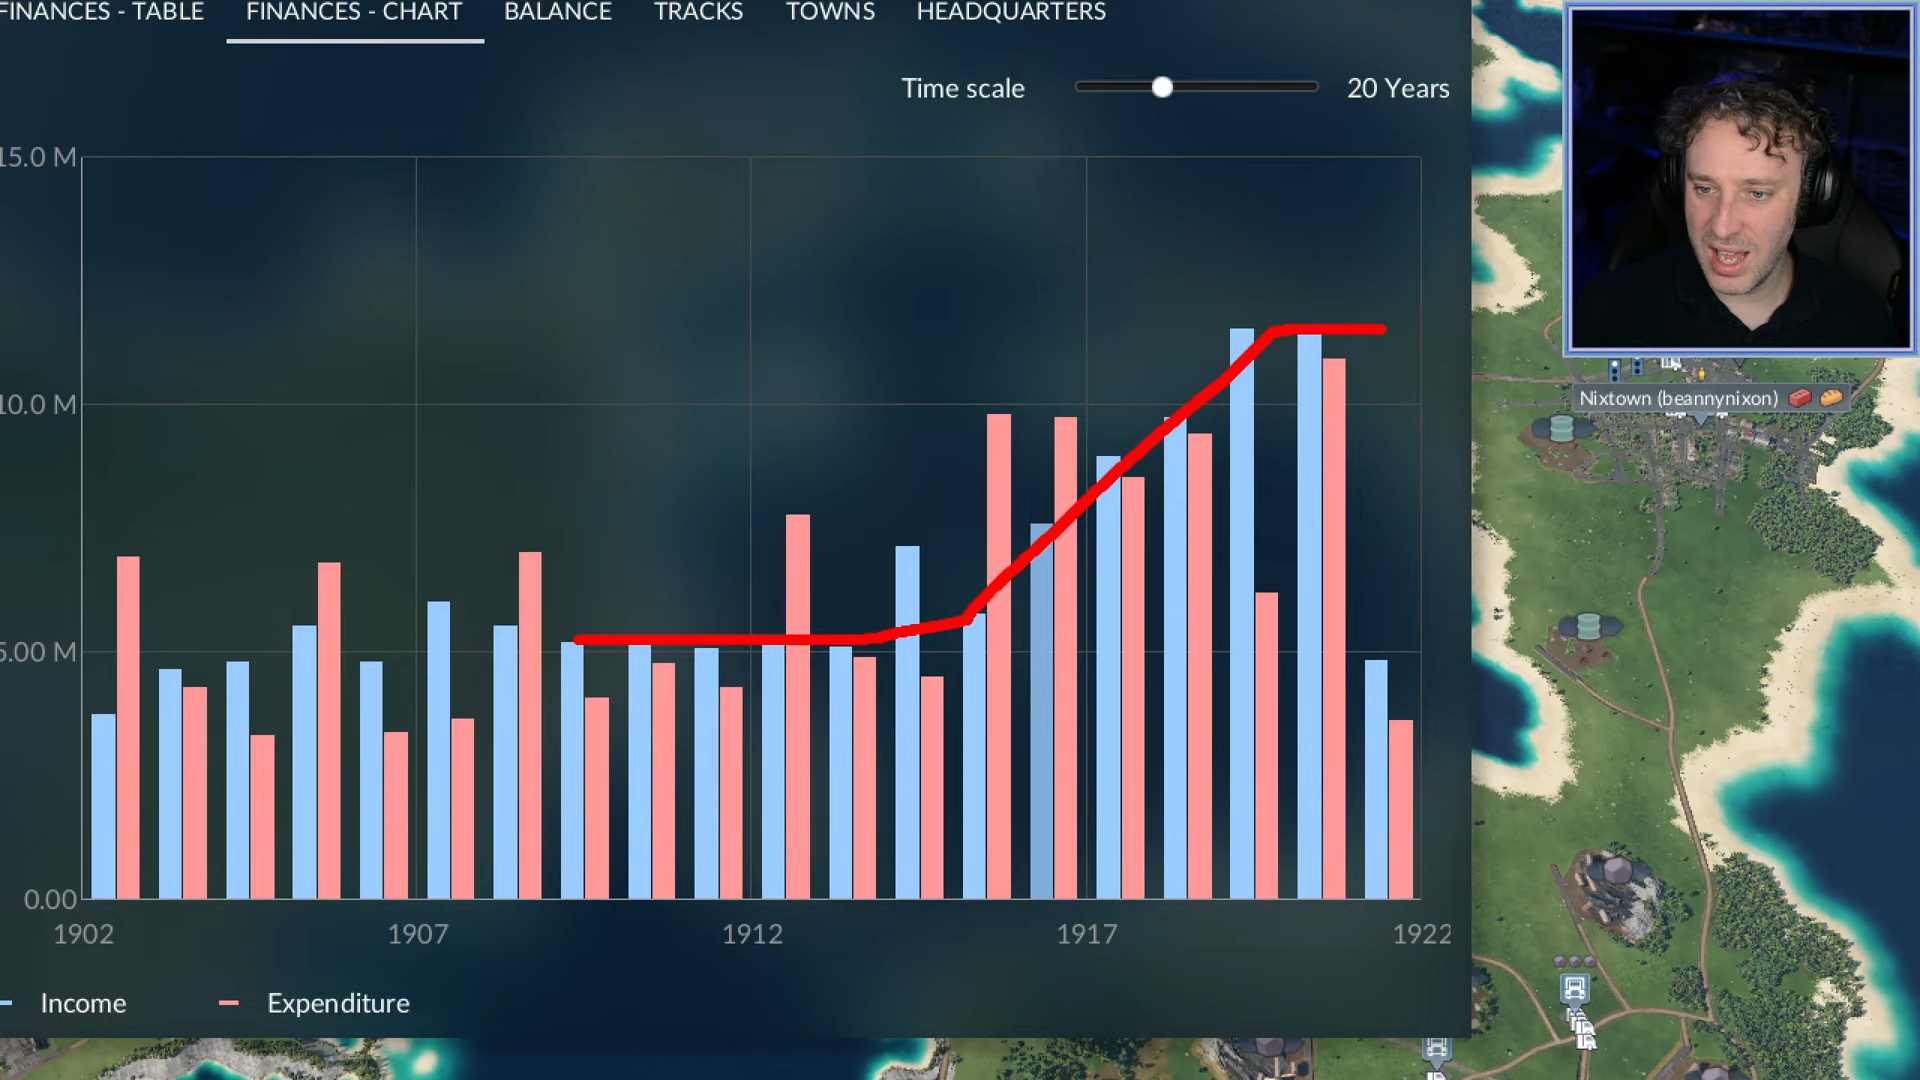 FINANCES - TABLE FINANCES - CHART BALANCE TRACKS TOWNS HEADQUARTERS
Time scale 20 Years
15.0 M
10.0 M
5.00 M
0.00
1902 1907 1912 1917 1922
Income Expenditure
Nixtown (beannynixon)